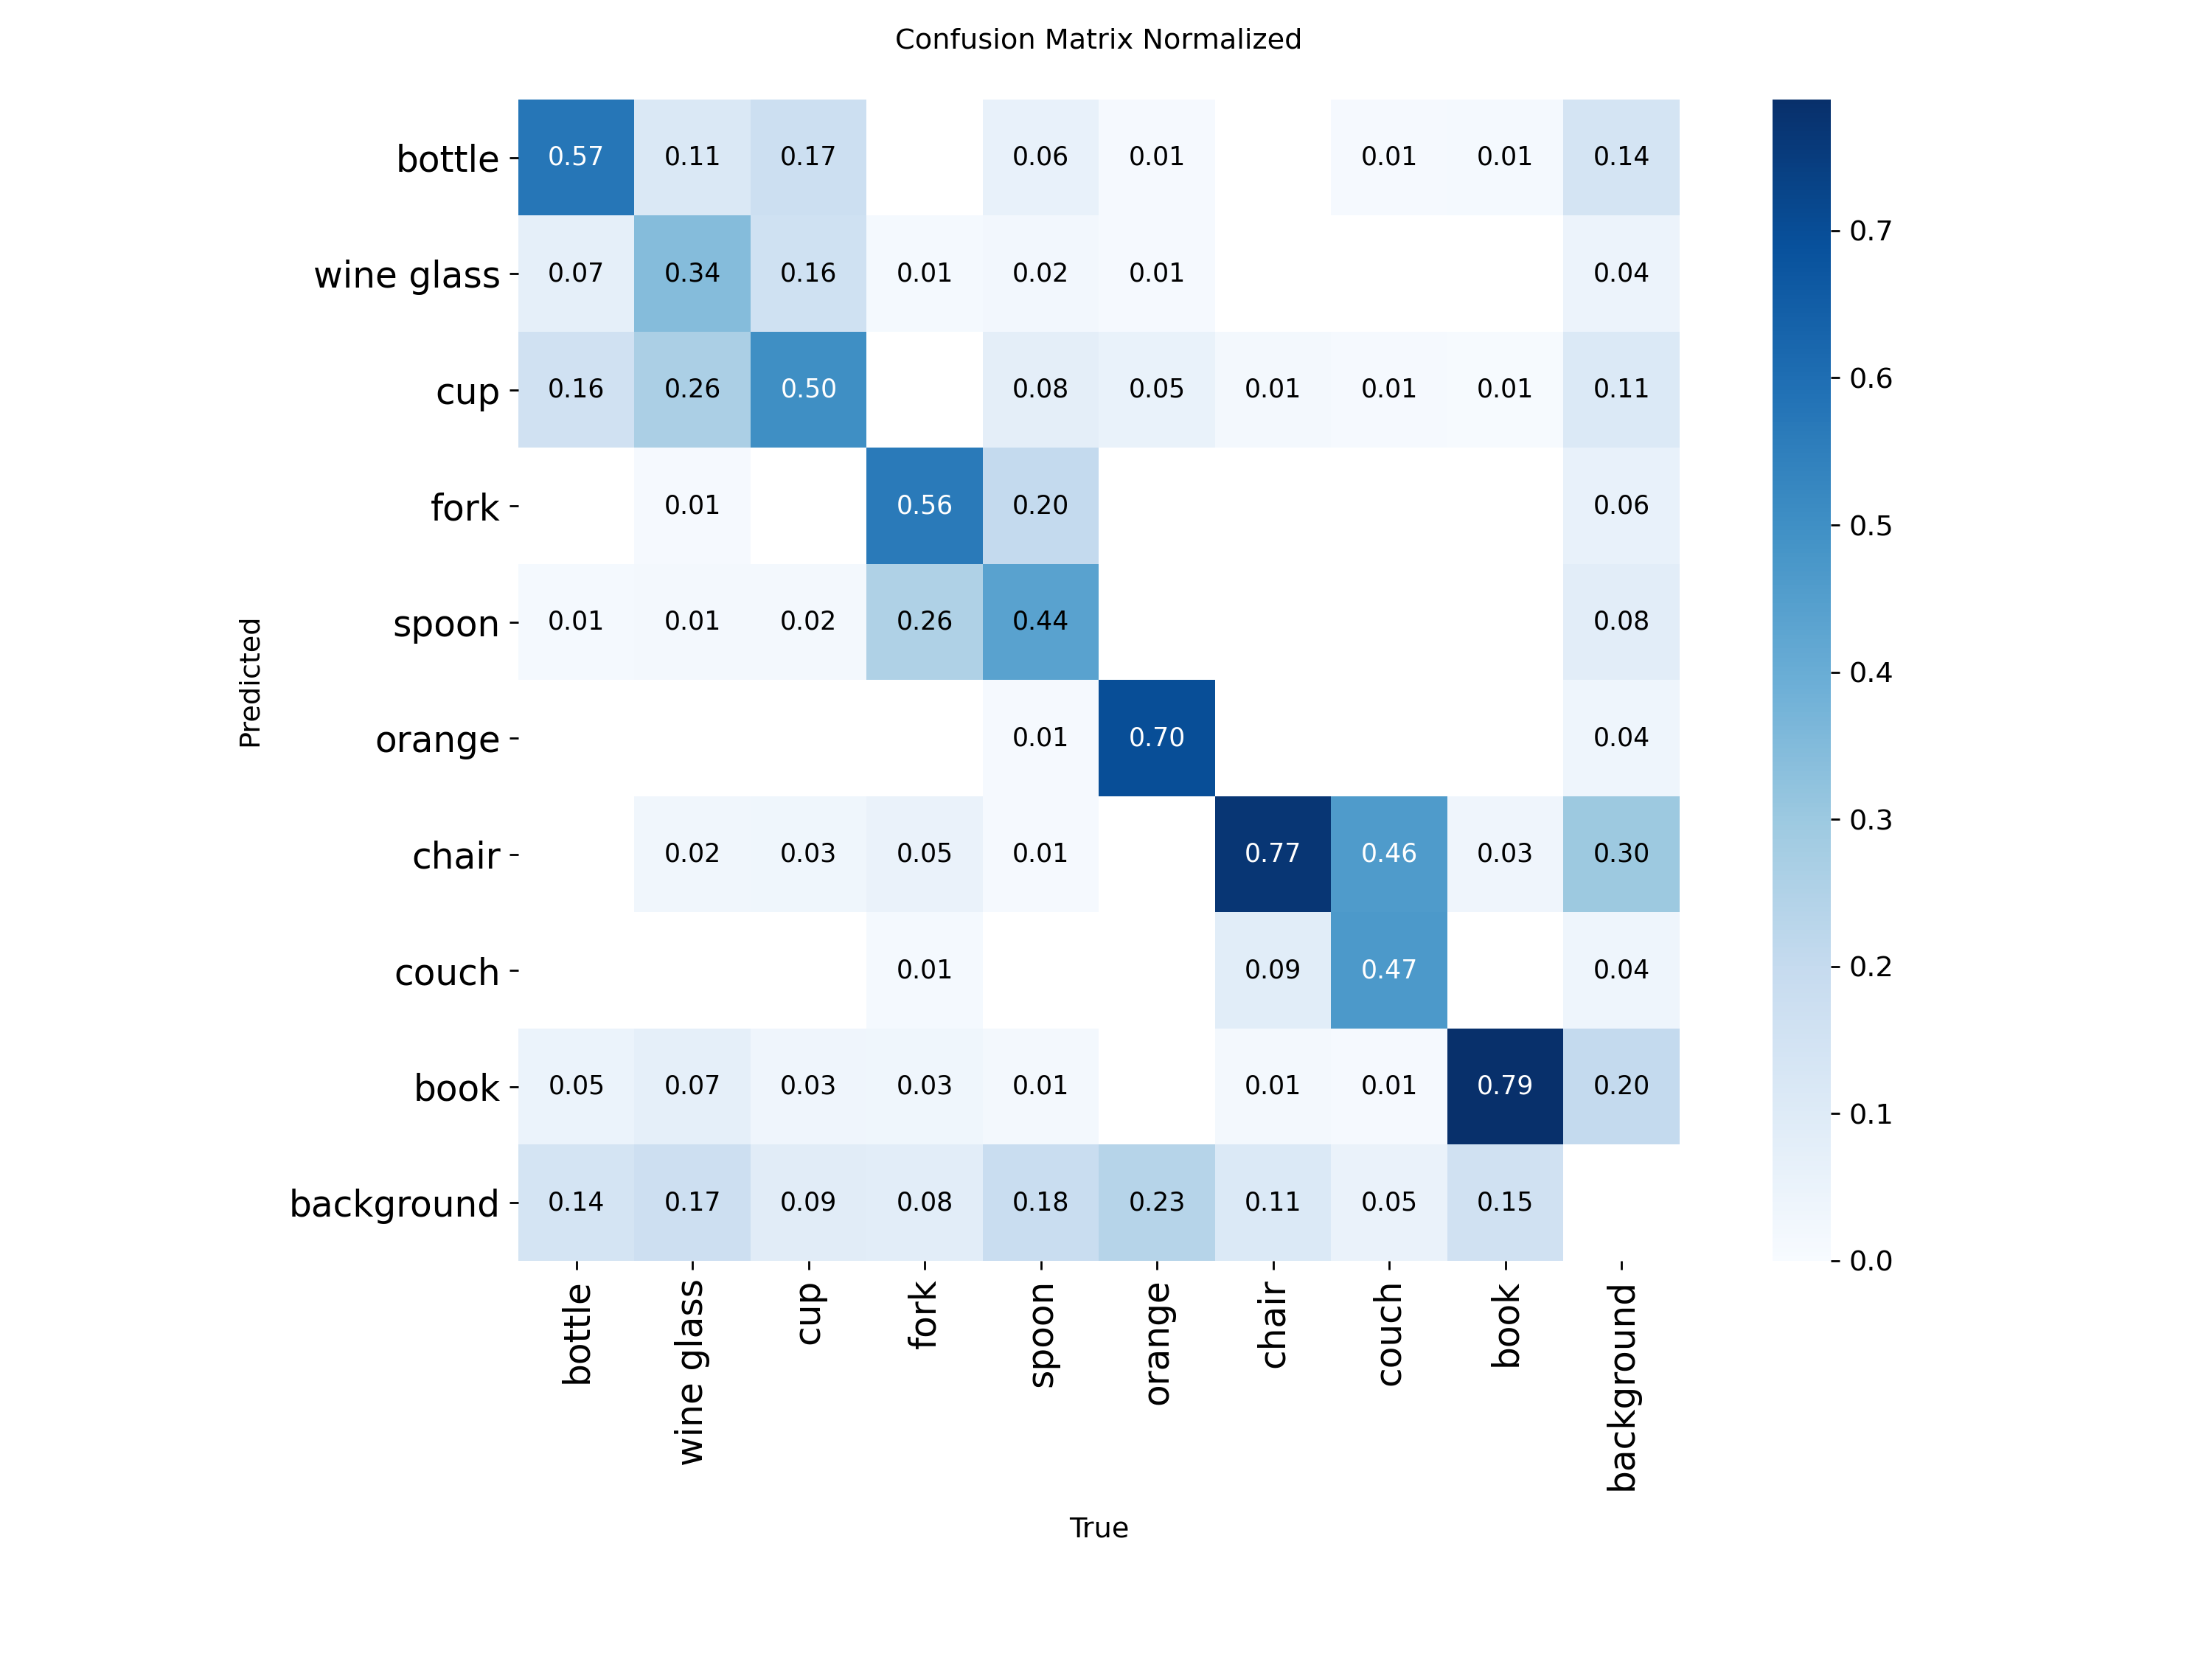 Confusion Matrix Normalized
bottle 0.57 0.11 0.17 0.06 0.01 0.01 0.01 0.14
wine glass 0.07 0.34 0.16 0.01 0.02 0.01 0.04
cup 0.16 0.26 0.50 0.08 0.05 0.01 0.01 0.01 0.11
fork 0.01 0.56 0.20 0.06
spoon 0.01 0.01 0.02 0.26 0.44 0.08
orange 0.01 0.70 0.04
chair 0.02 0.03 0.05 0.01 0.77 0.46 0.03 0.30
couch 0.01 0.09 0.47 0.04
book 0.05 0.07 0.03 0.03 0.01 0.01 0.01 0.79 0.20
background 0.14 0.17 0.09 0.08 0.18 0.23 0.11 0.05 0.15
Predicted
bottle
wine glass
cup
fork
spoon
orange
chair
couch
book
background
True
0.7
0.6
0.5
0.4
0.3
0.2
0.1
0.0